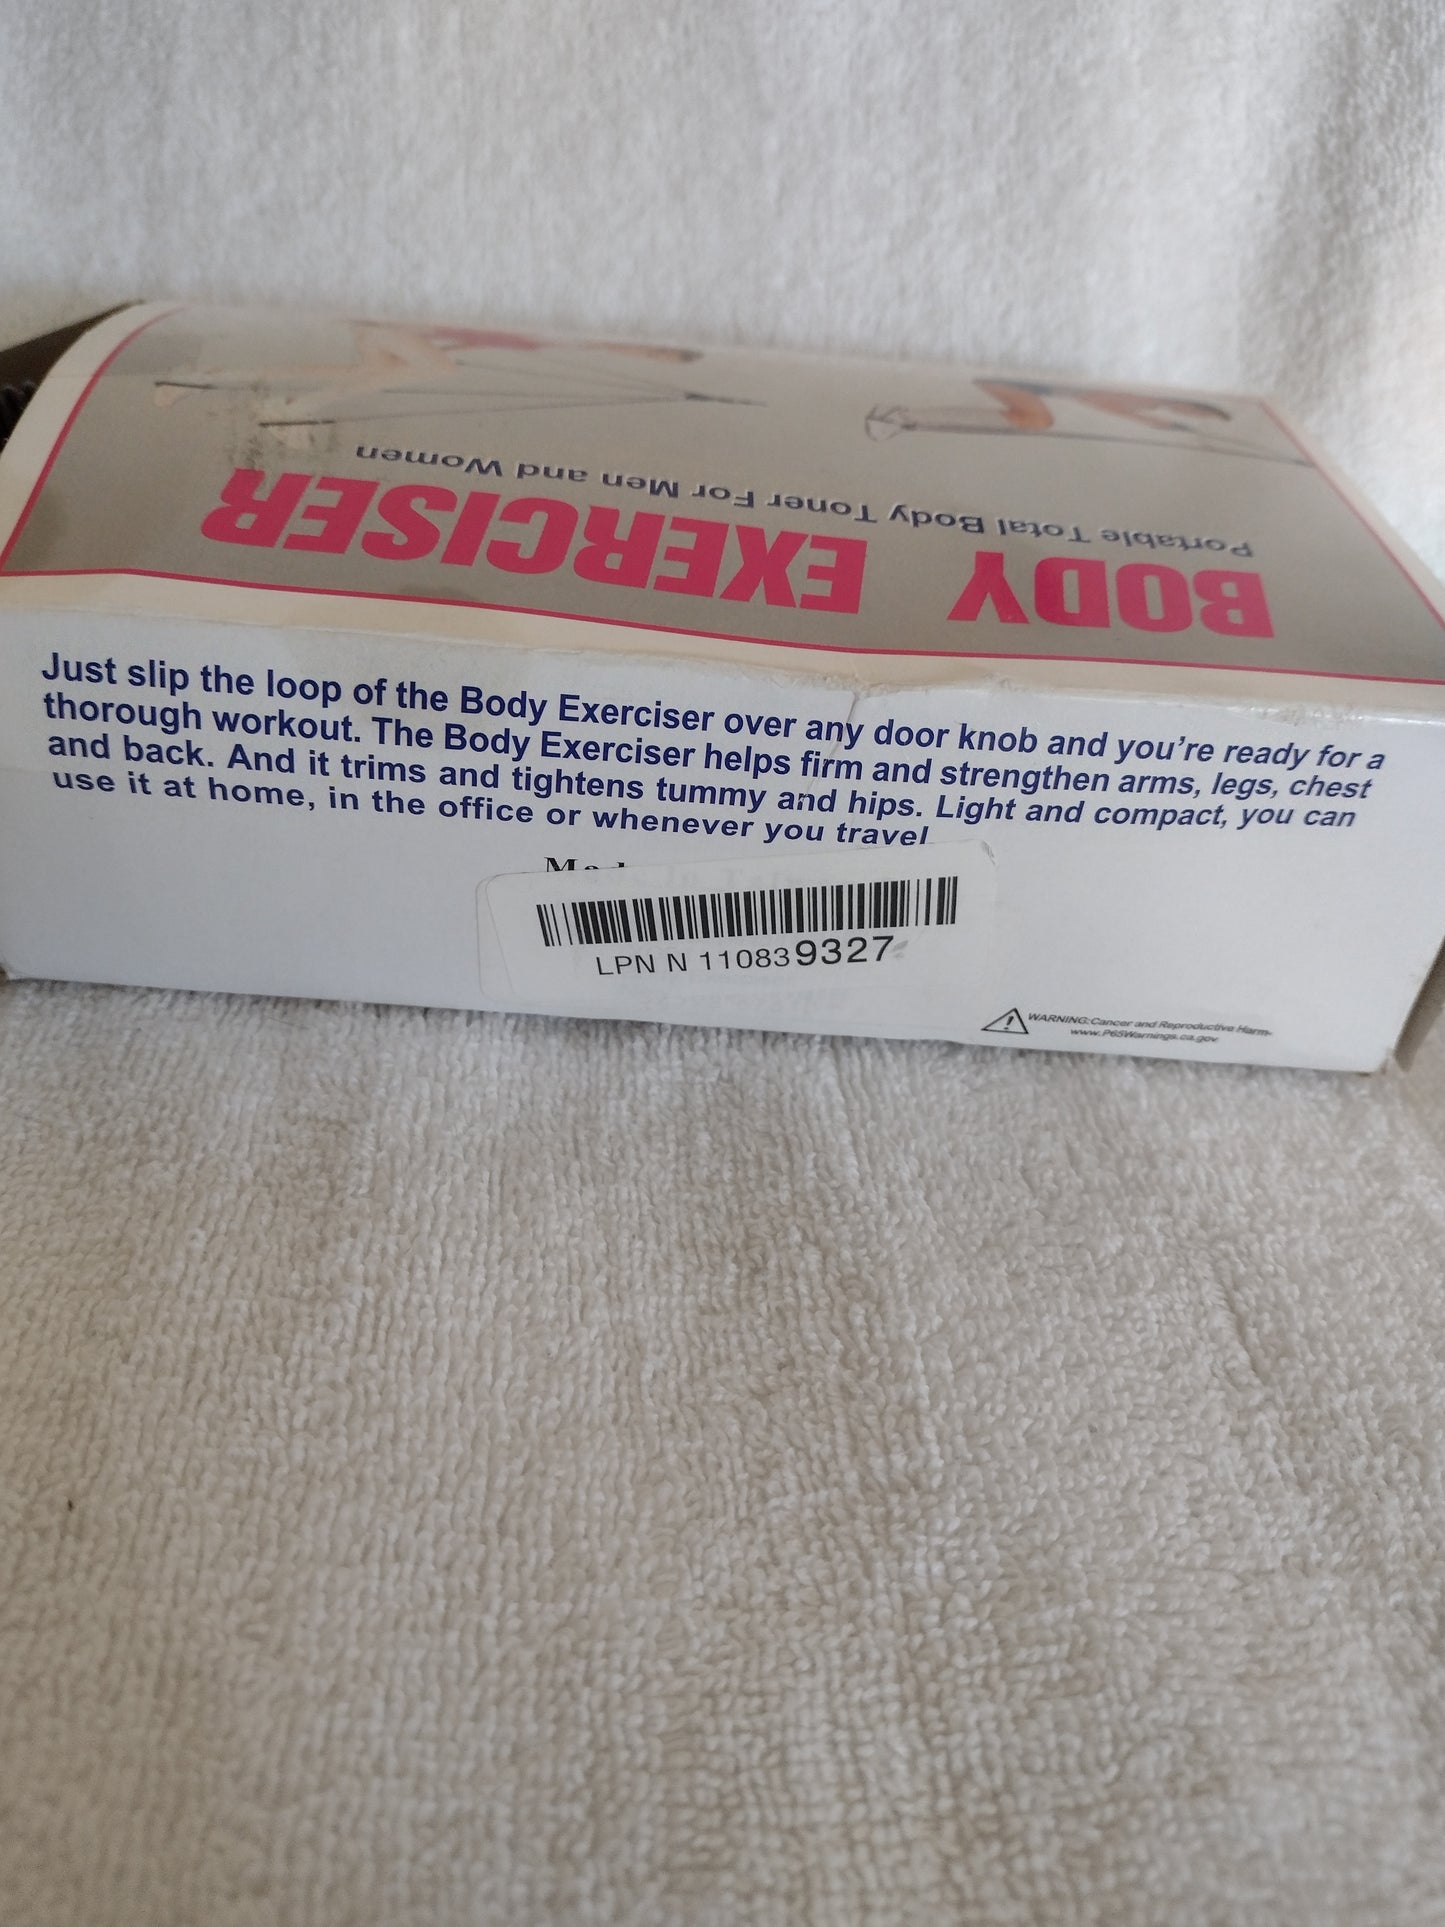 Portable Total Body Toner For Men and Women
BODY EXERCISER
Just slip the loop of the Body Exerciser over any door knob and you're ready for a
thorough workout. The Body Exerciser helps firm and strengthen arms, legs, chest
and back. And it trims and tightens tummy and hips. Light and compact, you can
use it at home, in the office or whenever you travel
LPN N 110839327
WARNING:Cancer and Reproductive Harm-
www.P65Warnings.ca.gov